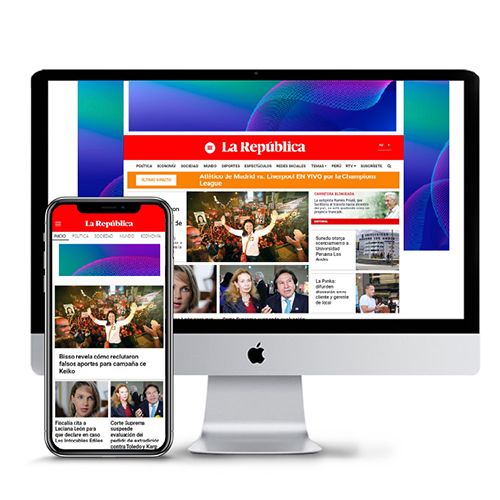 La República
POLÍTICA ECONOMÍA SOCIEDAD MUNDO DEPORTES ESPECTÁCULOS REDES SOCIALES TEMAS PERÚ RTV SUSCRÍBETE
ÚLTIMO MINUTO
Atlético de Madrid vs. Liverpool EN VIVO por la Champions
League
CARRETERA BLOQUEADA
EDITORIAL
Sunedu otorga
licenciamiento a
Universidad
Peruana Los
Andes
La Punka:
difunden
discusión entre
cliente y gerente
de local
La República
INICIO POLÍTICA SOCIEDAD MUNDO ECONOMÍA
Bisso revela cómo reclutaron
falsos aportes para campaña de
Keiko
Fiscalía cita a
Luciana León para
que declare en caso
Los Intocables Ediles
Corte Suprema
suspende
evaluación del
pedido de extradición
contra Toledo y Karp